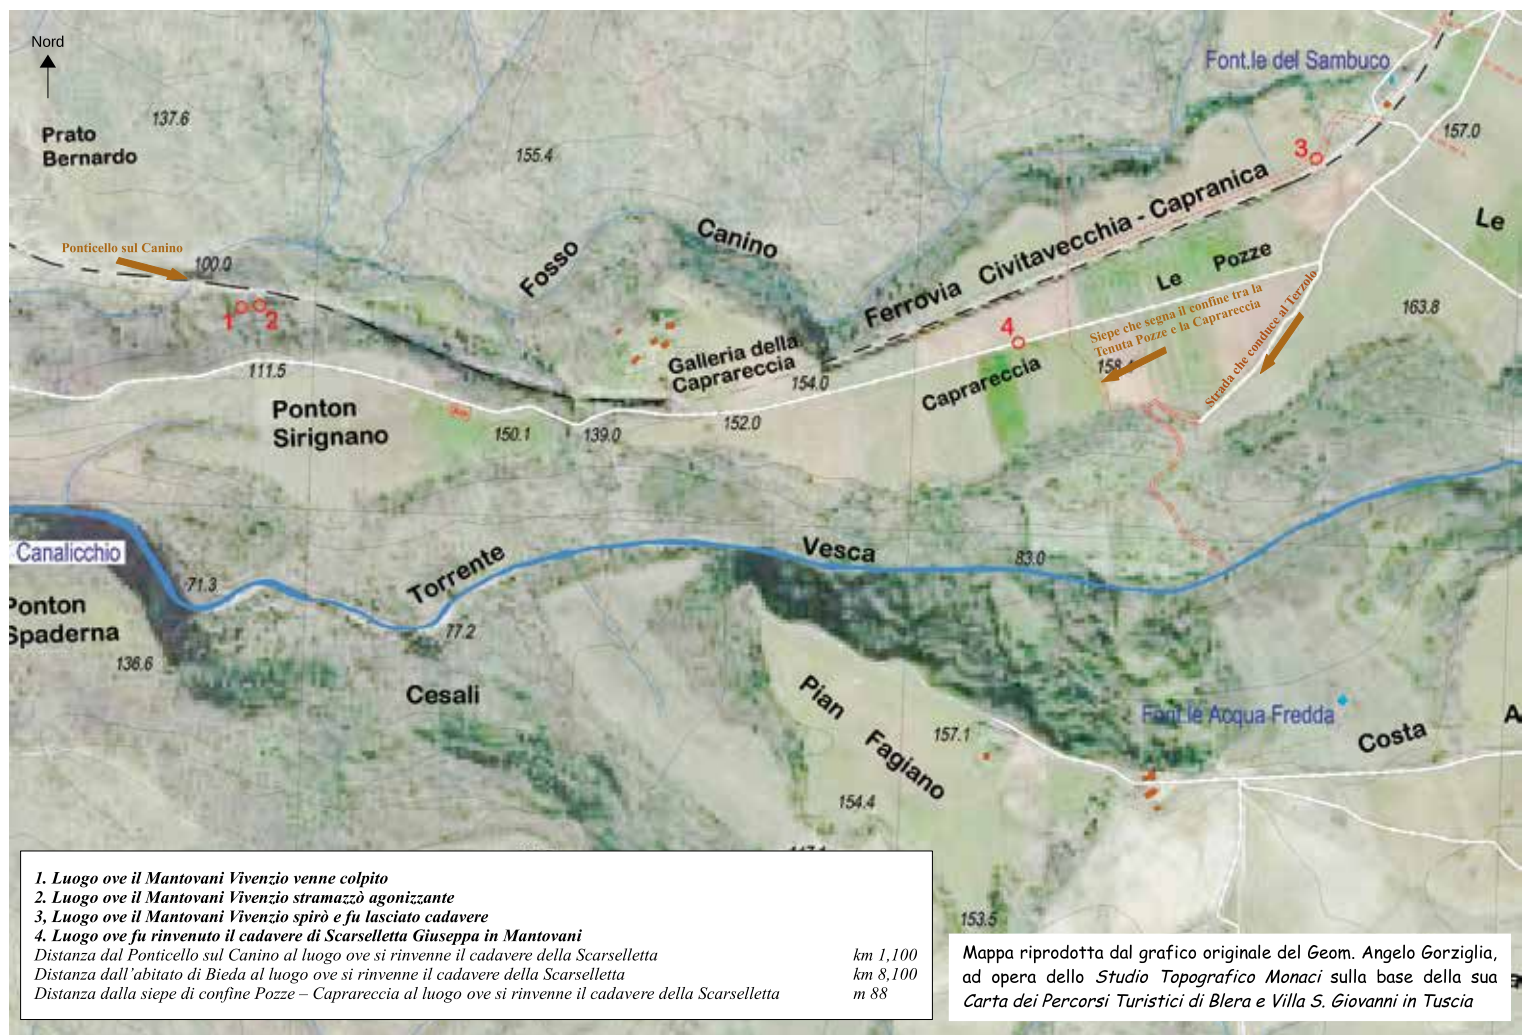 Nord
Font.le del Sambuco
137.6
Prato
Bernardo
155.4
157.0
3
Le
Ponticello sul Canino
100.0
Fosso
Canino
Ferrovia Civitavecchia - Capranica
Le Pozze
163.8
1
2
4
Siepe che segna il confine tra la
Tenuta Pozze e la Caprareccia
Strada che conduce al Terzolo
Galleria della
Caprareccia
154.0
Caprareccia
111.5
Ponton
Sirignano
150.1
139.0
152.0
Canalicchio
Torrente
Vesca
83.0
71.3
Ponton
Spaderna
77.2
136.6
Cesali
Pian
Fagiano
157.1
Font.le Acqua Fredda
Costa
A
154.4
153.5
1. Luogo ove il Mantovani Vivenzio venne colpito
2. Luogo ove il Mantovani Vivenzio stramazzò agonizzante
3, Luogo ove il Mantovani Vivenzio spirò e fu lasciato cadavere
4. Luogo ove fu rinvenuto il cadavere di Scarselletta Giuseppa in Mantovani
Distanza dal Ponticello sul Canino al luogo ove si rinvenne il cadavere della Scarselletta km 1,100
Distanza dall'abitato di Bieda al luogo ove si rinvenne il cadavere della Scarselletta km 8,100
Distanza dalla siepe di confine Pozze – Caprareccia al luogo ove si rinvenne il cadavere della Scarselletta m 88
Mappa riprodotta dal grafico originale del Geom. Angelo Gorziglia,
ad opera dello Studio Topografico Monaci sulla base della sua
Carta dei Percorsi Turistici di Blera e Villa S. Giovanni in Tuscia